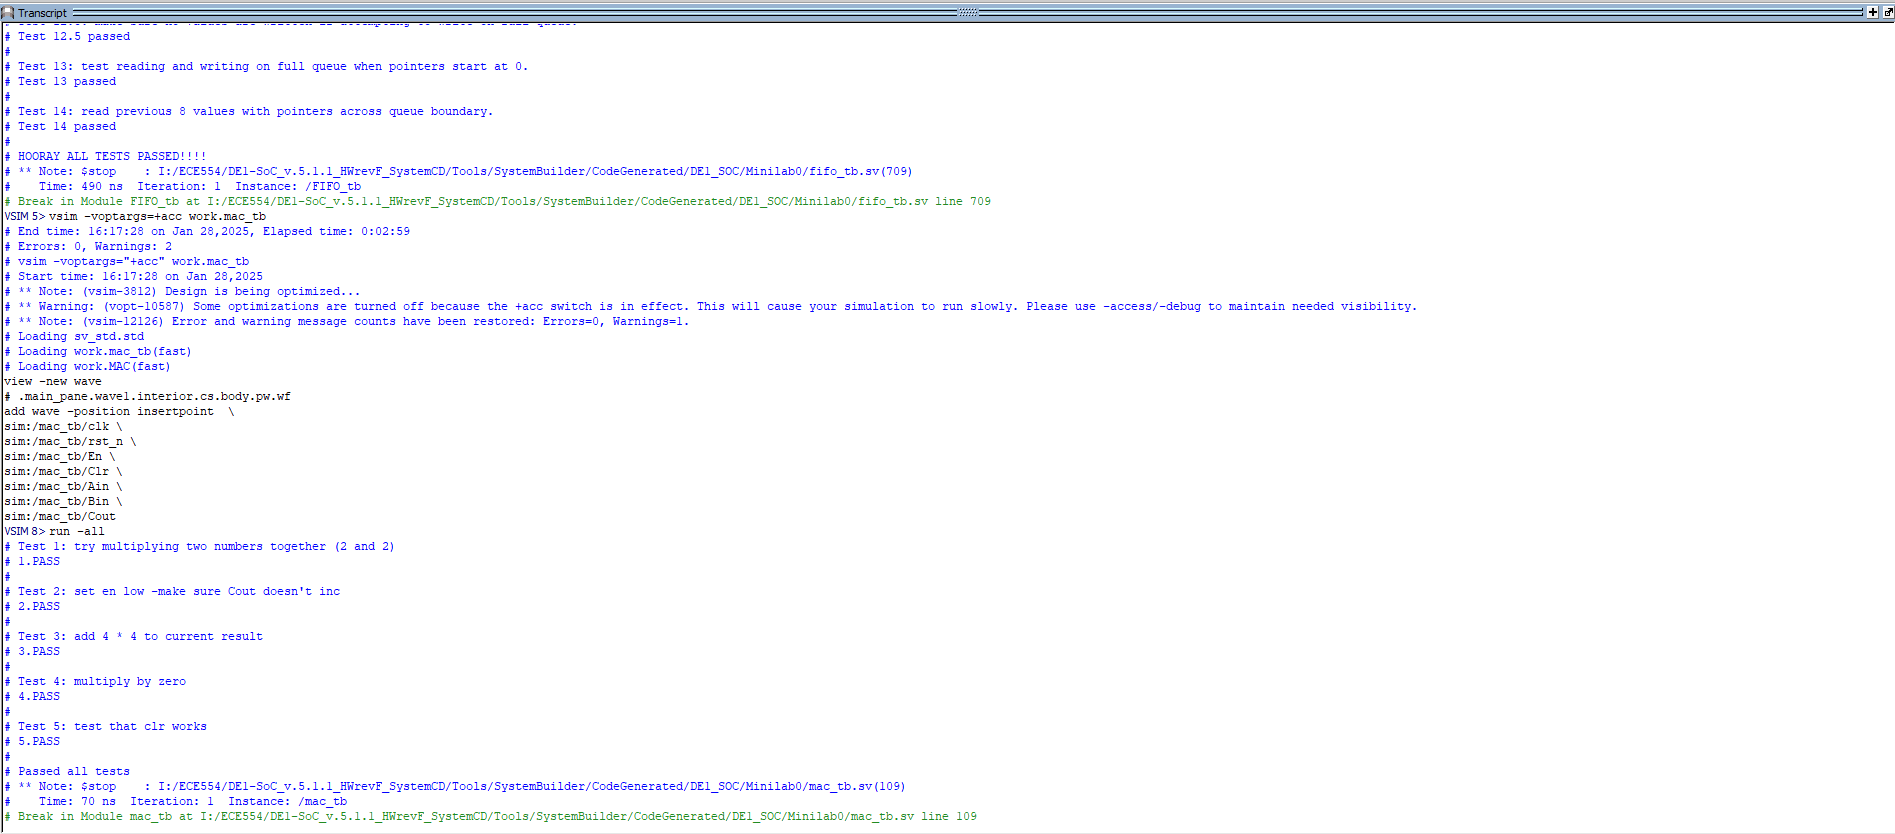 Transcript
# Test 12.5 passed
#
# Test 13: test reading and writing on full queue when pointers start at 0.
# Test 13 passed
#
# Test 14: read previous 8 values with pointers across queue boundary.
# Test 14 passed
#
# HOORAY ALL TESTS PASSED!!!!
# ** Note: $stop    : I:/ECE554/DE1-SoC_v.5.1.1_HWrevF_SystemCD/Tools/SystemBuilder/CodeGenerated/DE1_SOC/Minilab0/fifo_tb.sv(709)
#    Time: 490 ns  Iteration: 1  Instance: /FIFO_tb
# Break in Module FIFO_tb at I:/ECE554/DE1-SoC_v.5.1.1_HWrevF_SystemCD/Tools/SystemBuilder/CodeGenerated/DE1_SOC/Minilab0/fifo_tb.sv line 709
VSIM 5> vsim -voptargs=+acc work.mac_tb
# End time: 16:17:28 on Jan 28,2025, Elapsed time: 0:02:59
# Errors: 0, Warnings: 2
# vsim -voptargs="+acc" work.mac_tb
# Start time: 16:17:28 on Jan 28,2025
# ** Note: (vsim-3812) Design is being optimized...
# ** Warning: (vopt-10587) Some optimizations are turned off because the +acc switch is in effect. This will cause your simulation to run slowly. Please use -access/-debug to maintain needed visibility.
# ** Note: (vsim-12126) Error and warning message counts have been restored: Errors=0, Warnings=1.
# Loading sv_std.std
# Loading work.mac_tb(fast)
# Loading work.MAC(fast)
view -new wave
# .main_pane.wave1.interior.cs.body.pw.wf
add wave -position insertpoint  \
sim:/mac_tb/clk \
sim:/mac_tb/rst_n \
sim:/mac_tb/En \
sim:/mac_tb/Clr \
sim:/mac_tb/Ain \
sim:/mac_tb/Bin \
sim:/mac_tb/Cout
VSIM 8> run -all
# Test 1: try multiplying two numbers together (2 and 2)
# 1.PASS
#
# Test 2: set en low -make sure Cout doesn't inc
# 2.PASS
#
# Test 3: add 4 * 4 to current result
# 3.PASS
#
# Test 4: multiply by zero
# 4.PASS
#
# Test 5: test that clr works
# 5.PASS
#
# Passed all tests
# ** Note: $stop    : I:/ECE554/DE1-SoC_v.5.1.1_HWrevF_SystemCD/Tools/SystemBuilder/CodeGenerated/DE1_SOC/Minilab0/mac_tb.sv(109)
#    Time: 70 ns  Iteration: 1  Instance: /mac_tb
# Break in Module mac_tb at I:/ECE554/DE1-SoC_v.5.1.1_HWrevF_SystemCD/Tools/SystemBuilder/CodeGenerated/DE1_SOC/Minilab0/mac_tb.sv line 109